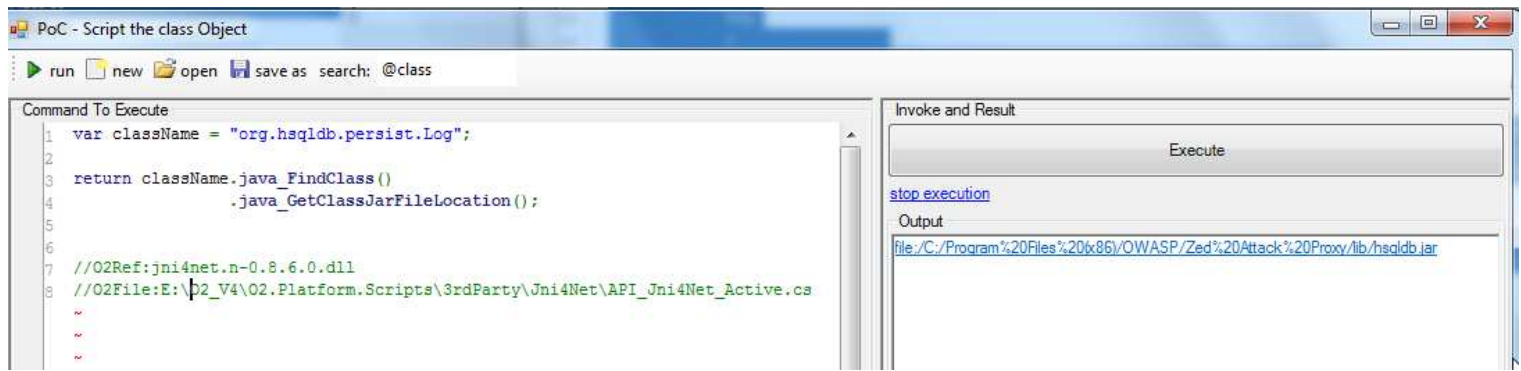 PoC - Script the class Object
run new open save as search: @class
Command To Execute
1 var className = "org.hsqldb.persist.Log";
2
3 return className.java_FindClass()
4 .java_GetClassJarFileLocation();
5
6
7 //O2Ref:jni4net.n-0.8.6.0.dll
8 //O2File:E:\O2_V4\O2.Platform.Scripts\3rdParty\Jni4Net\API_Jni4Net_Active.cs
~
~
~
Invoke and Result
Execute
stop execution
Output
file:/C:/Program%20Files%20(x86)/OWASP/Zed%20Attack%20Proxy/lib/hsqldb.jar